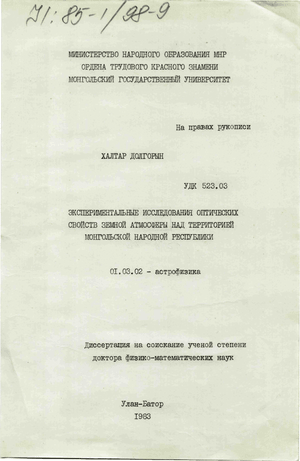 Д: 85-1/98-9
МИНИСТЕРСТВО НАРОДНОГО ОБРАЗОВАНИЯ МНР
ОРДЕНА ТРУДОВОГО КРАСНОГО ЗНАМЕНИ
МОНГОЛЬСКИЙ ГОСУДАРСТВЕННЫЙ УНИВЕРСИТЕТ
На правах рукописи
ХАЛТАР ДОЛГОРЫН
УДК 523.03
ЭКСПЕРИМЕНТАЛЬНЫЕ ИССЛЕДОВАНИЯ ОПТИЧЕСКИХ
СВОЙСТВ ЗЕМНОЙ АТМОСФЕРЫ НАД ТЕРРИТОРИЕЙ
МОНГОЛЬСКОЙ НАРОДНОЙ РЕСПУБЛИКИ
01.03.02 - астрофизика
Диссертация на соискание ученой степени
доктора физико-математических наук
Улан-Батор
1983